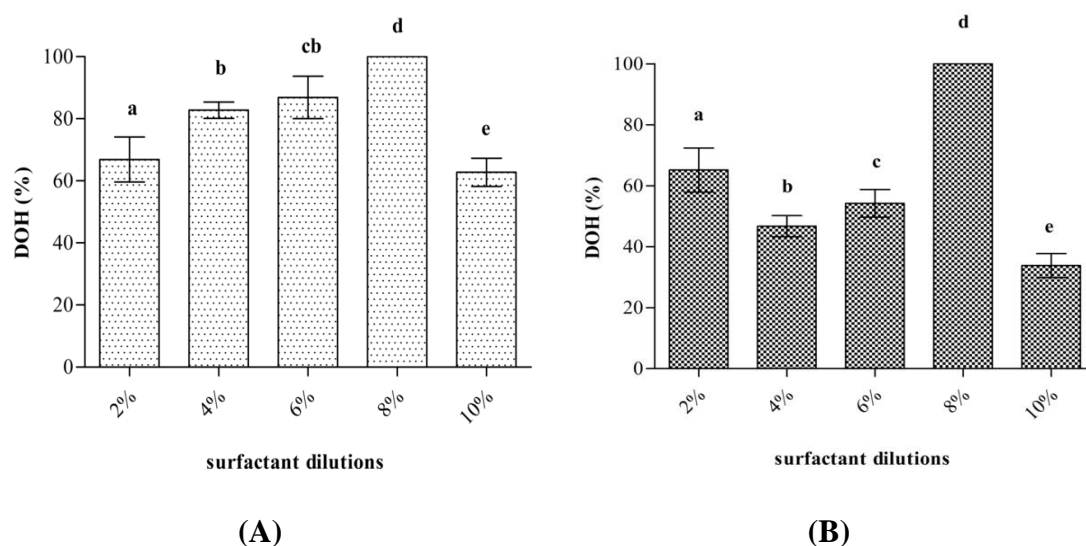 a
b
cb
d
e
100
80
60
40
20
0
DOH (%)
2%
4%
6%
8%
10%
surfactant dilutions
(A)
a
b
c
d
e
100
80
60
40
20
0
DOH (%)
2%
4%
6%
8%
10%
surfactant dilutions
(B)